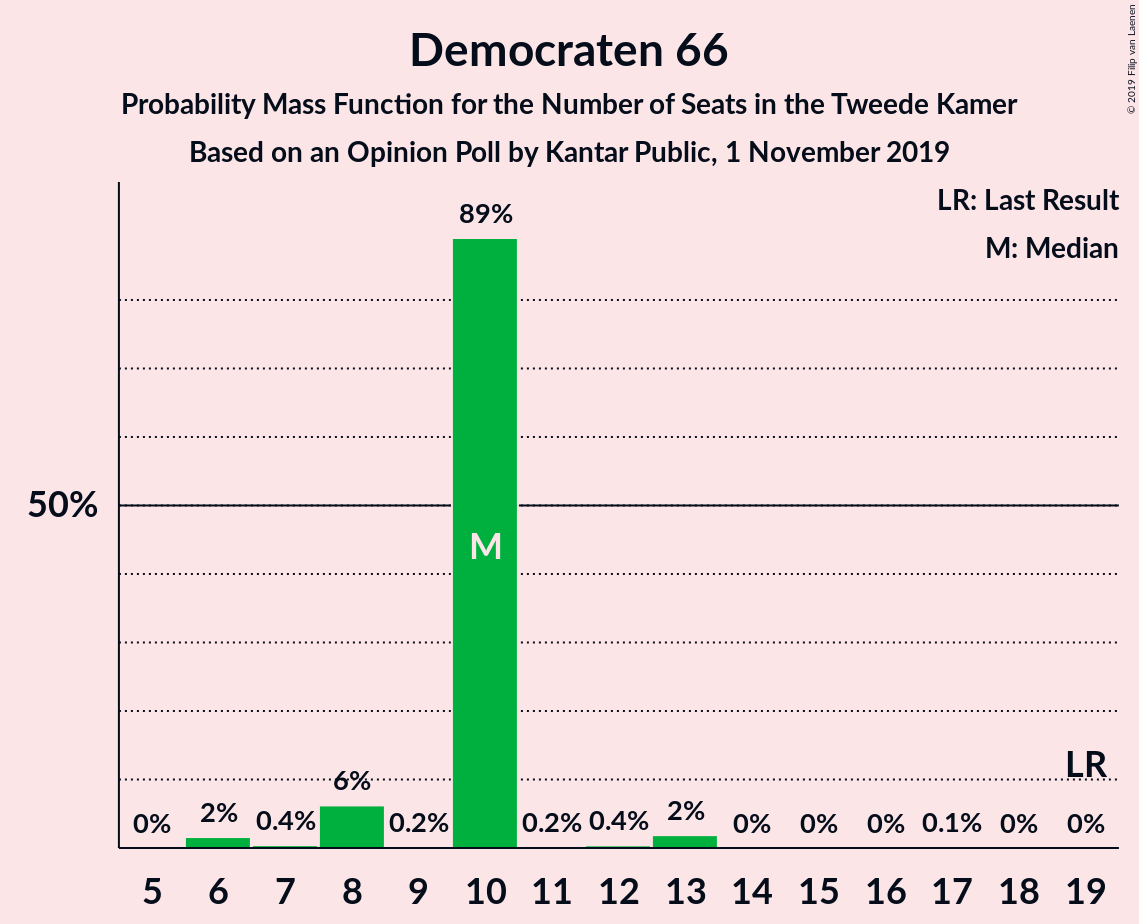 Democraten 66
Probability Mass Function for the Number of Seats in the Tweede Kamer
Based on an Opinion Poll by Kantar Public, 1 November 2019
© 2019 Filip van Laenen
LR: Last Result
M: Median
89%
50%
M
LR
0% 2% 0.4% 6% 0.2% 0.2% 0.4% 2% 0% 0% 0% 0.1% 0% 0%
5 6 7 8 9 10 11 12 13 14 15 16 17 18 19